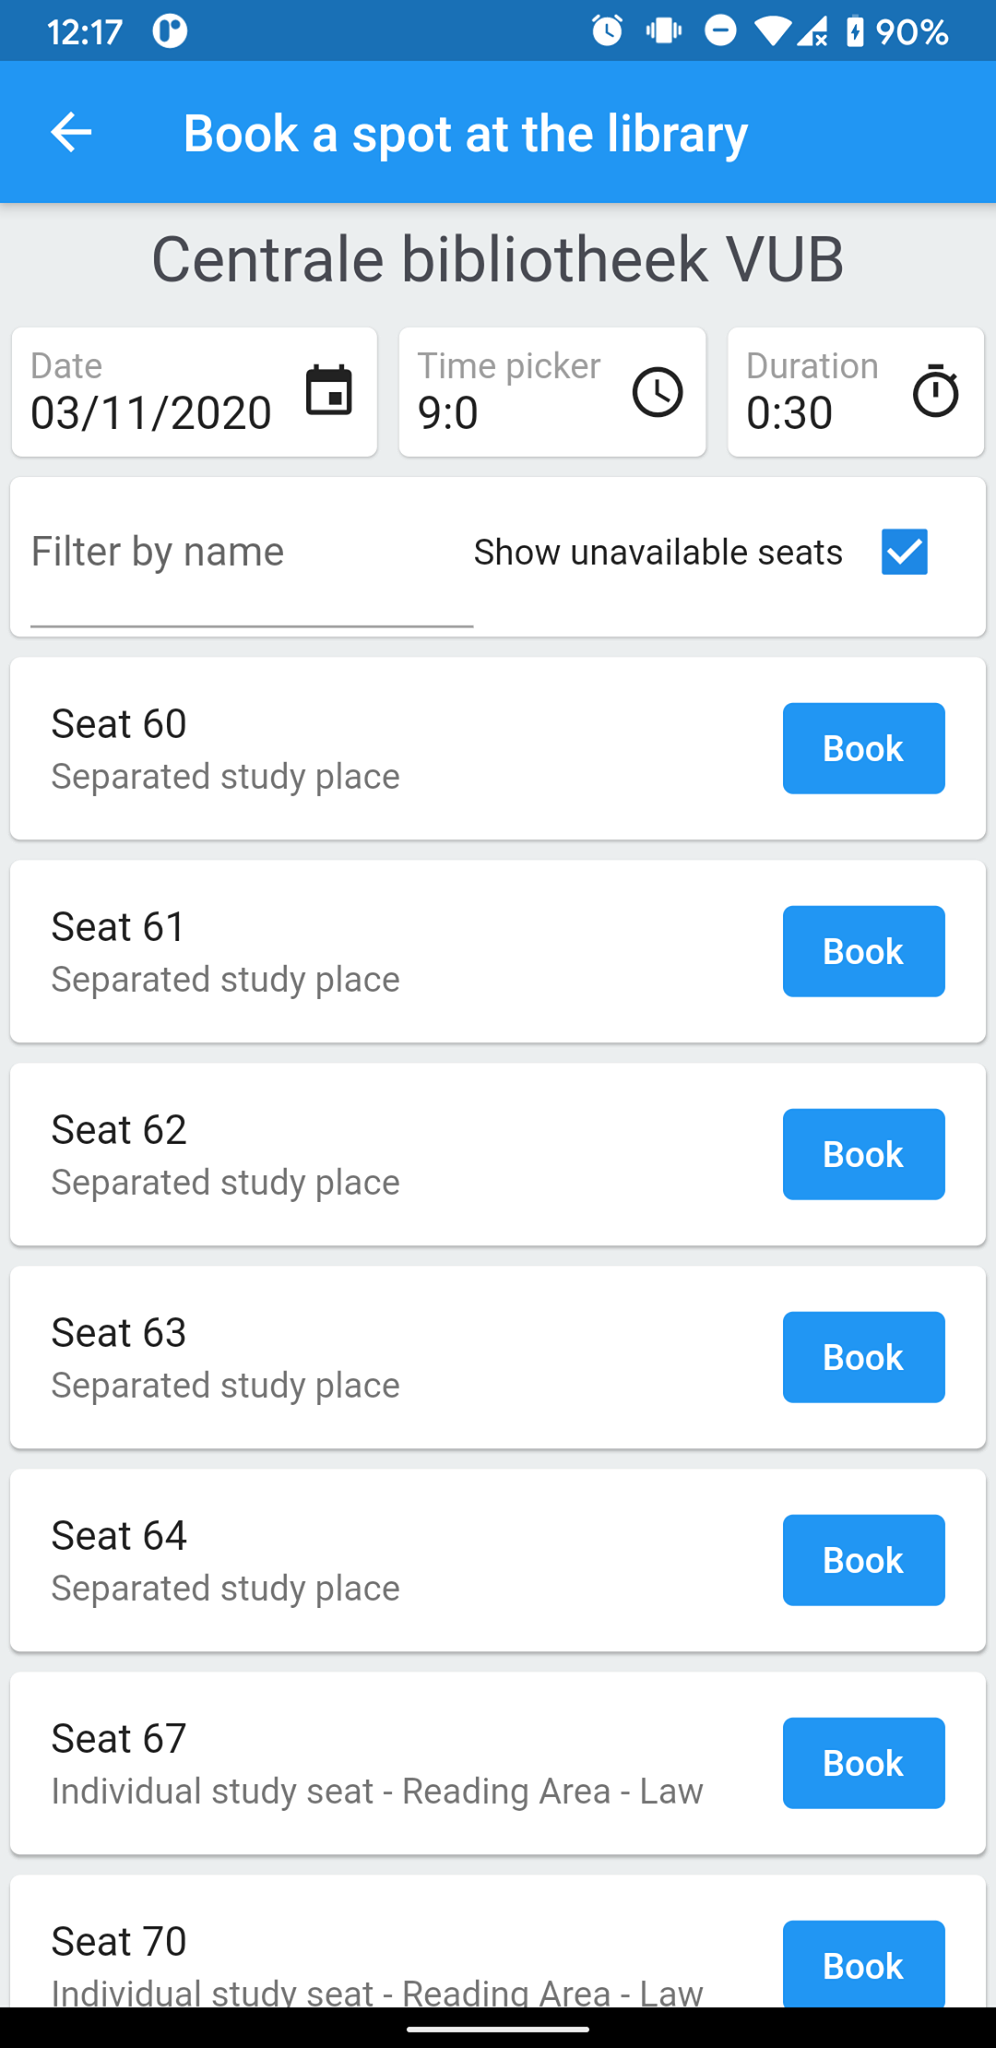 12:17
90%
Book a spot at the library
Centrale bibliotheek VUB
Date
03/11/2020
Time picker
9:0
Duration
0:30
Filter by name
Show unavailable seats
Seat 60
Separated study place
Book
Seat 61
Separated study place
Book
Seat 62
Separated study place
Book
Seat 63
Separated study place
Book
Seat 64
Separated study place
Book
Seat 67
Individual study seat - Reading Area - Law
Book
Seat 70
Individual study seat - Reading Area - Law
Book